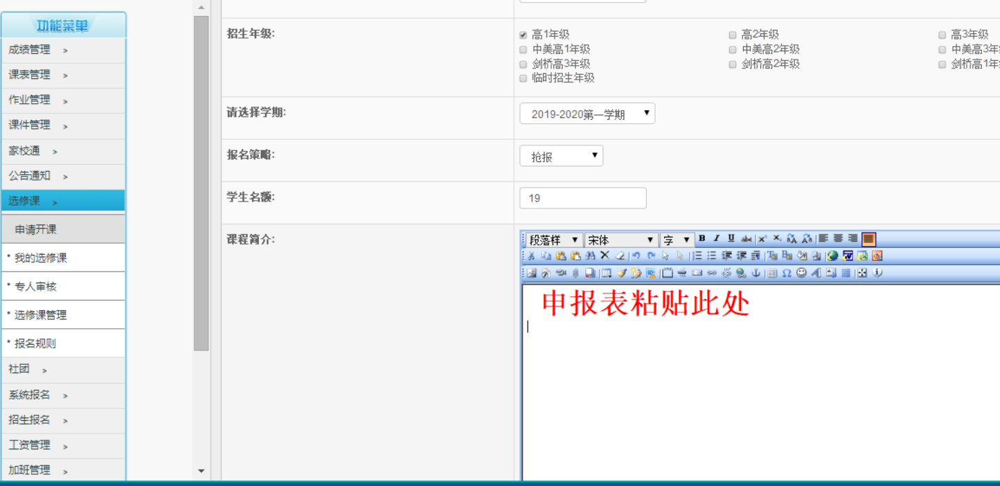 功能菜单
成绩管理 >
课表管理 >
作业管理 >
课件管理 >
家校通 >
公告通知 >
选修课 >
申请开课
• 我的选修课
• 专人审核
• 选修课管理
• 报名规则
社团 >
系统报名 >
招生报名 >
工资管理 >
加班管理 >
招生年级:
高1年级 高2年级 高3年级
中美高1年级 中美高2年级 中美高3年
剑桥高3年级 剑桥高2年级 剑桥高1年
临时招生年级
请选择学期:
2019-2020第一学期
报名策略:
抢报
学生名额:
19
课程简介:
段落样 宋体 字 B I U abc
申报表粘贴此处